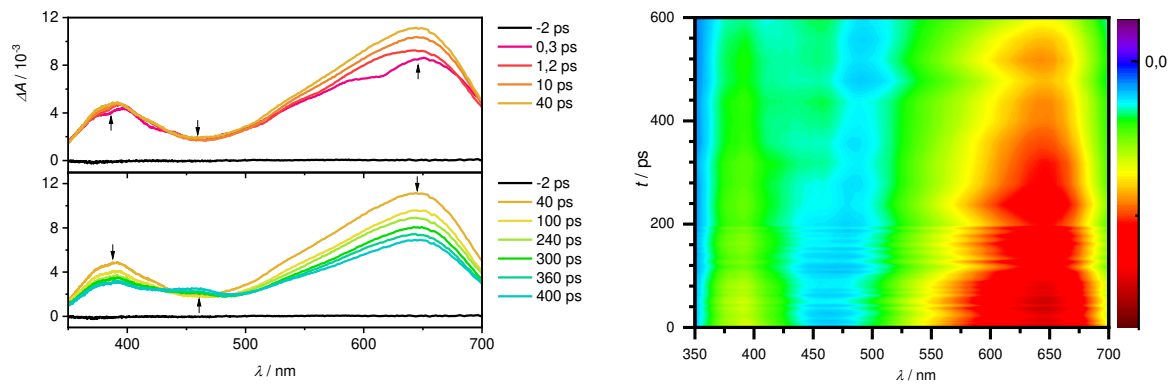 ΔA / 10⁻³
12
8
4
0
-2 ps
0,3 ps
1,2 ps
10 ps
40 ps
12
8
4
0
-2 ps
40 ps
100 ps
240 ps
300 ps
360 ps
400 ps
400 500 600 700
λ / nm
t / ps
600
400
200
0
350 400 450 500 550 600 650 700
λ / nm
0,0